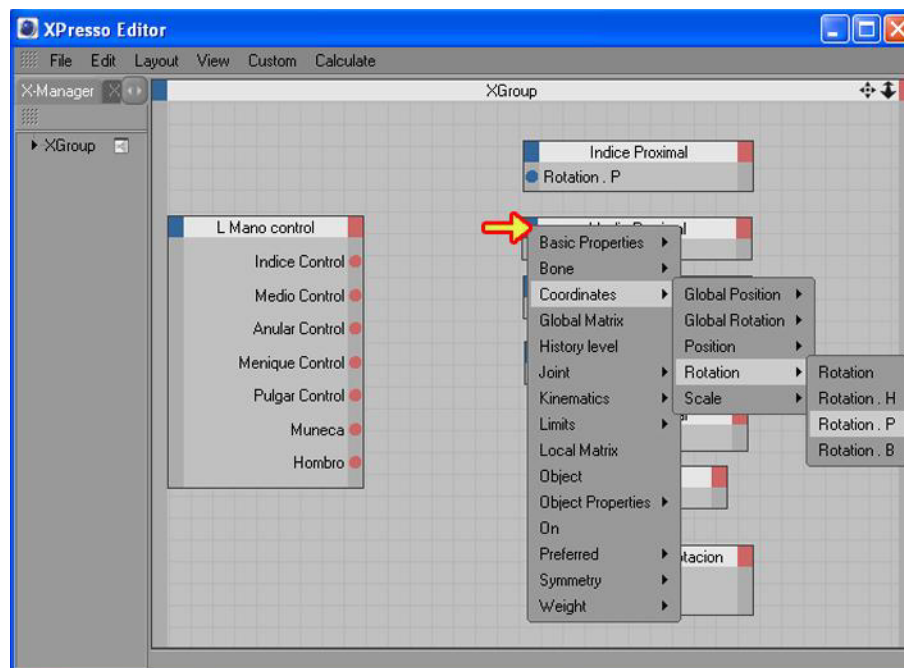 XPresso Editor
File Edit Layout View Custom Calculate
X-Manager
XGroup
XGroup
Indice Proximal
Rotation . P
L Mano control
Indice Control
Medio Control
Anular Control
Menique Control
Pulgar Control
Muneca
Hombro
Basic Properties
Bone
Coordinates
Global Matrix
History level
Joint
Kinematics
Limits
Local Matrix
Object
Object Properties
On
Preferred
Symmetry
Weight
Global Position
Global Rotation
Position
Rotation
Scale
Rotation
Rotation . H
Rotation . P
Rotation . B